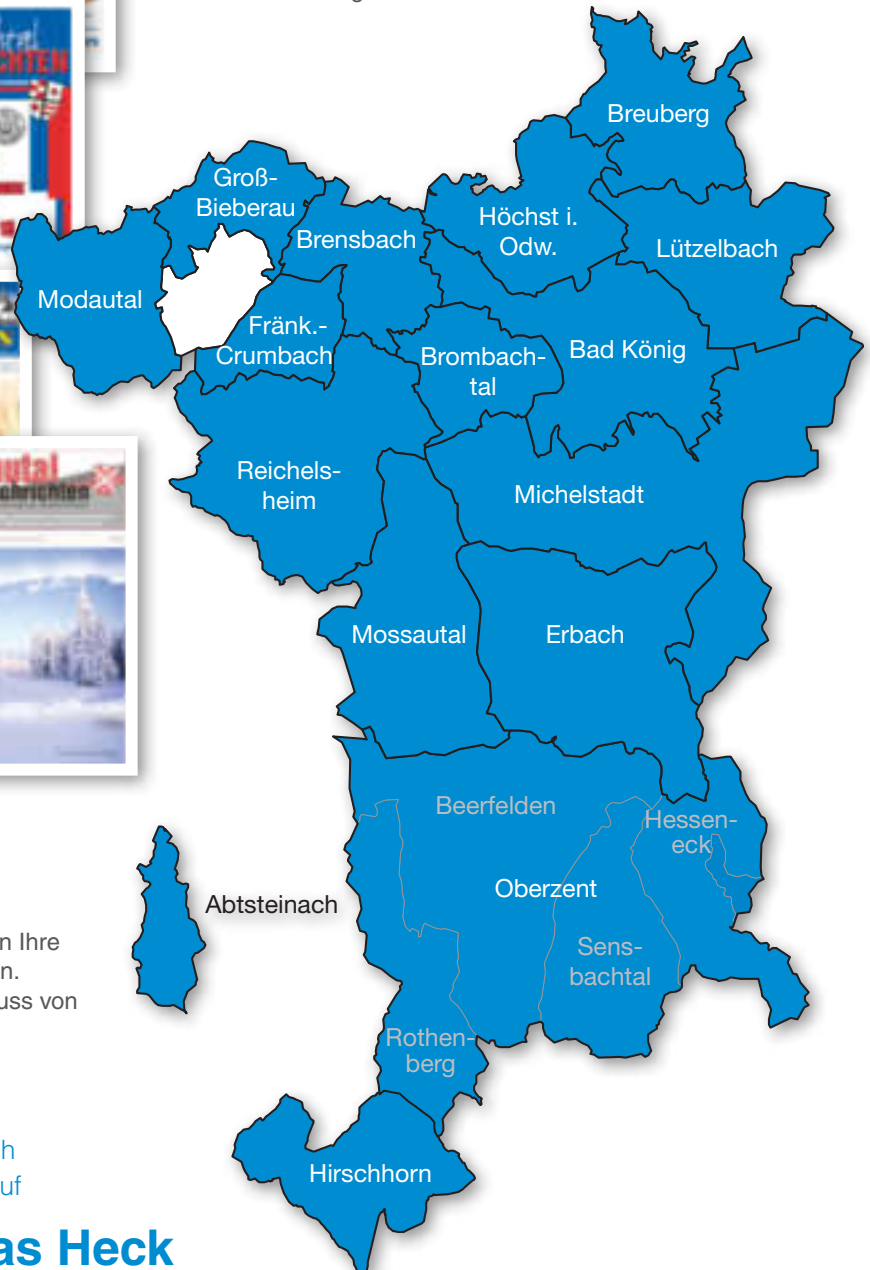 Breuberg
Groß-
Bieberau
Brensbach
Höchst i.
Odw.
Lützelbach
Modautal
Fränk.-
Crumbach
Brombach-
tal
Bad König
Reichels-
heim
Michelstadt
Mossautal
Erbach
Beerfelden
Hessen-
eck
Oberzent
Abtsteinach
Sens-
bachtal
Rothen-
berg
Hirschhorn
n Ihre
n.
uss von
h
uf
as Heck